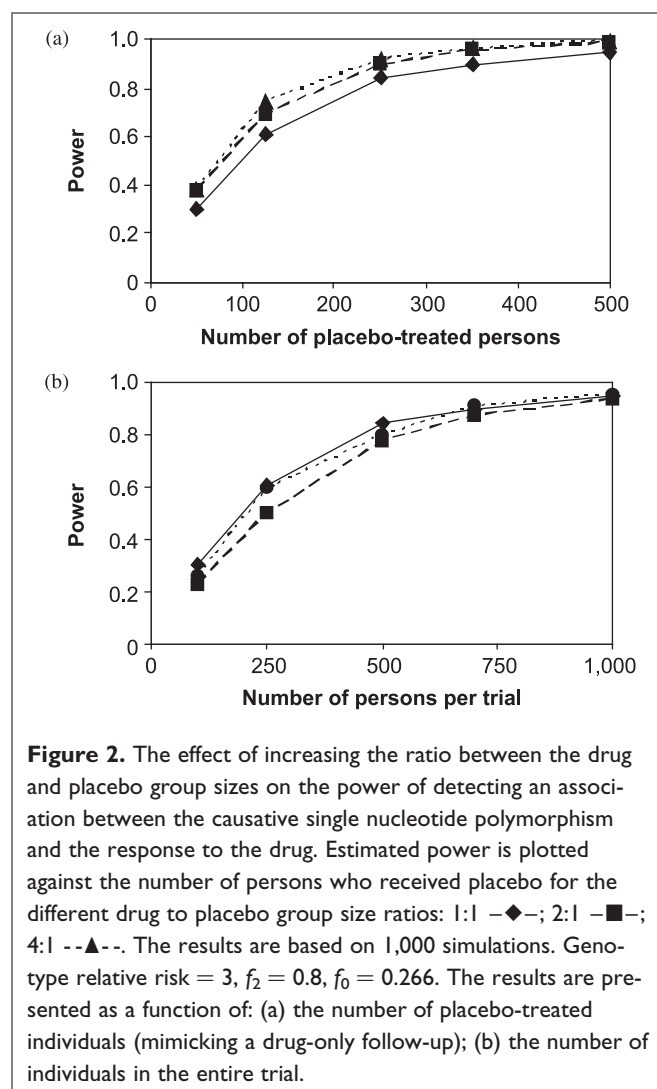 (a)
1.0
0.8
0.6
0.4
0.2
0
Power
0 100 200 300 400 500
Number of placebo-treated persons
(b)
1.0
0.8
0.6
0.4
0.2
0
Power
0 250 500 750 1,000
Number of persons per trial
Figure 2. The effect of increasing the ratio between the drug
and placebo group sizes on the power of detecting an associ-
ation between the causative single nucleotide polymorphism
and the response to the drug. Estimated power is plotted
against the number of persons who received placebo for the
different drug to placebo group size ratios: 1:1 –◆–; 2:1 –■–;
4:1 --▲--. The results are based on 1,000 simulations. Geno-
type relative risk = 3, f2 = 0.8, f0 = 0.266. The results are pre-
sented as a function of: (a) the number of placebo-treated
individuals (mimicking a drug-only follow-up); (b) the number of
individuals in the entire trial.